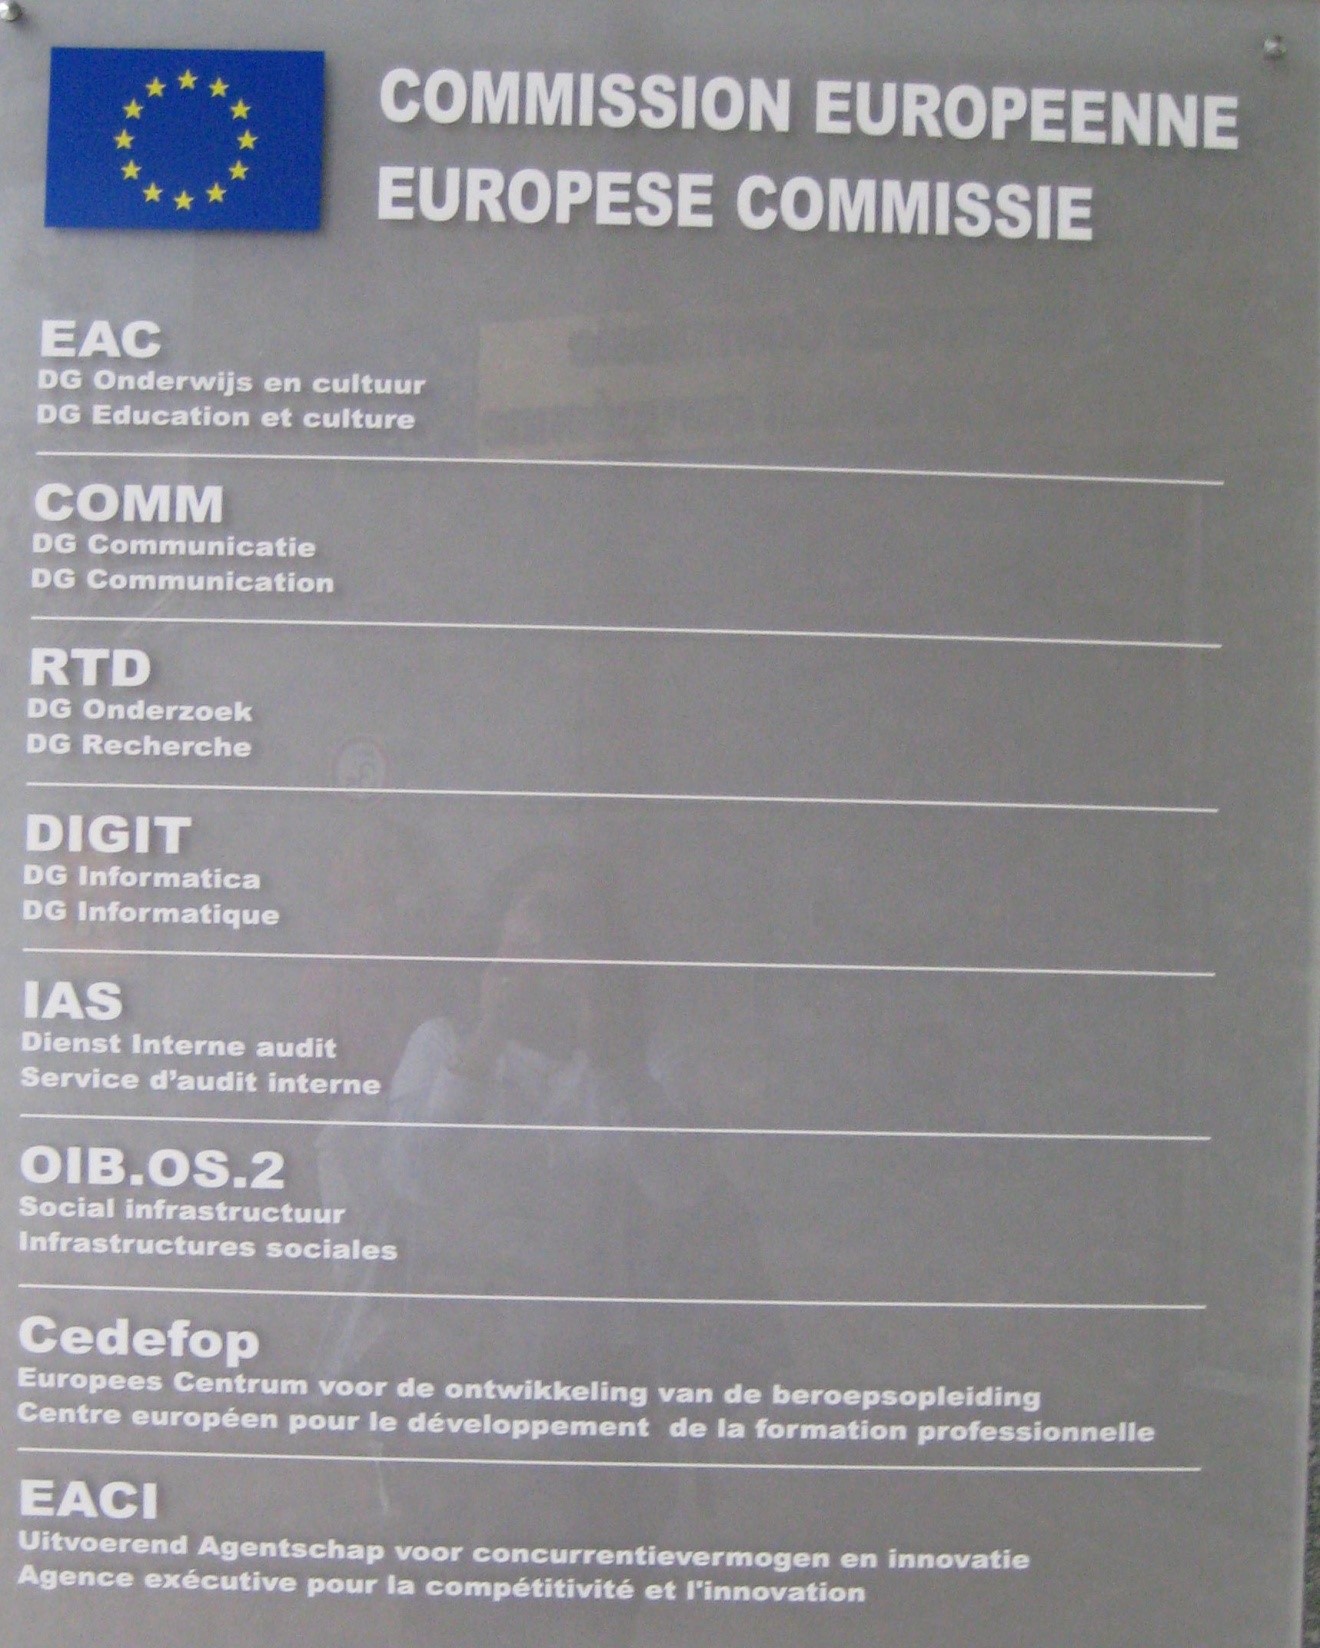 COMMISSION EUROPEENNE
EUROPESE COMMISSIE
EAC
DG Onderwijs en cultuur
DG Education et culture
COMM
DG Communicatie
DG Communication
RTD
DG Onderzoek
DG Recherche
DIGIT
DG Informatica
DG Informatique
IAS
Dienst Interne audit
Service d’audit interne
OIB.OS.2
Social infrastructuur
Infrastructures sociales
Cedefop
Europees Centrum voor de ontwikkeling van de beroepsopleiding
Centre européen pour le développement de la formation professionnelle
EACI
Uitvoerend Agentschap voor concurrentievermogen en innovatie
Agence exécutive pour la compétitivité et l'innovation